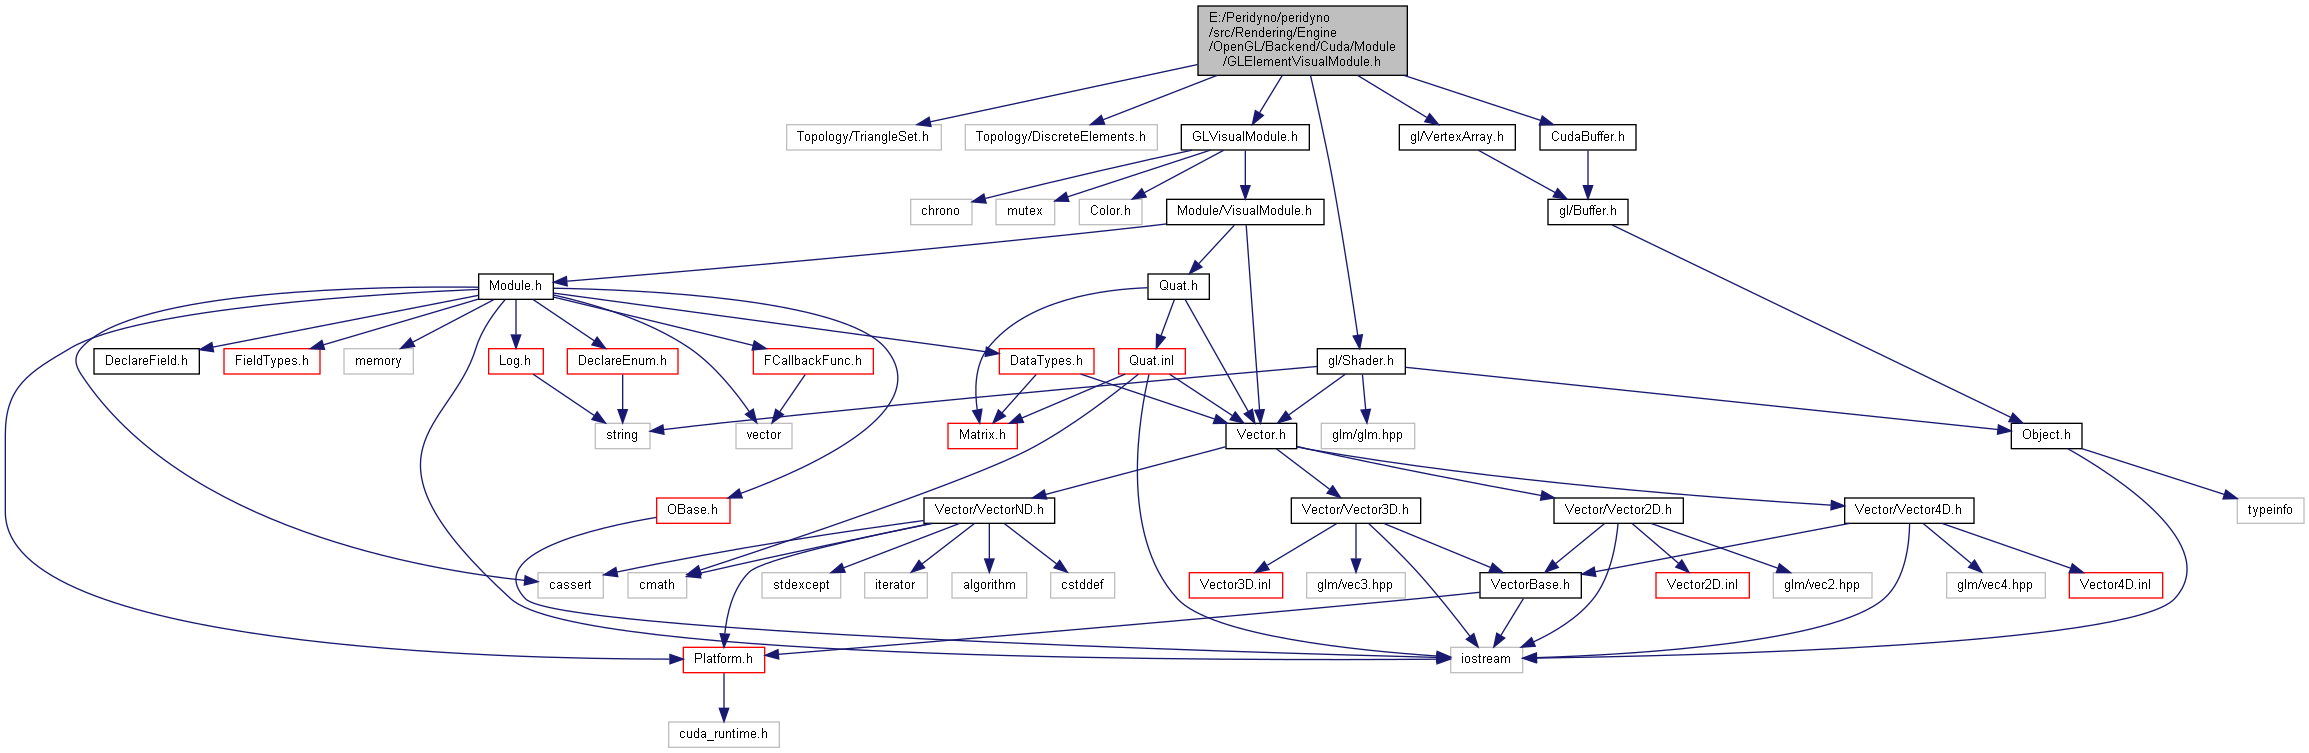 E:/Peridyno/peridyno
/src/Rendering/Engine
/OpenGL/Backend/Cuda/Module
/GLElementVisualModule.h
Topology/TriangleSet.h
Topology/DiscreteElements.h
GLVisualModule.h
gl/VertexArray.h
CudaBuffer.h
chrono
mutex
Color.h
Module/VisualModule.h
gl/Buffer.h
Module.h
Quat.h
DeclareField.h
FieldTypes.h
memory
Log.h
DeclareEnum.h
FCallbackFunc.h
DataTypes.h
Quat.inl
gl/Shader.h
string
vector
Matrix.h
Vector.h
glm/glm.hpp
Object.h
OBase.h
Vector/VectorND.h
Vector/Vector3D.h
Vector/Vector2D.h
Vector/Vector4D.h
typeinfo
cassert
cmath
stdexcept
iterator
algorithm
cstddef
Vector3D.inl
glm/vec3.hpp
VectorBase.h
Vector2D.inl
glm/vec2.hpp
glm/vec4.hpp
Vector4D.inl
Platform.h
iostream
cuda_runtime.h